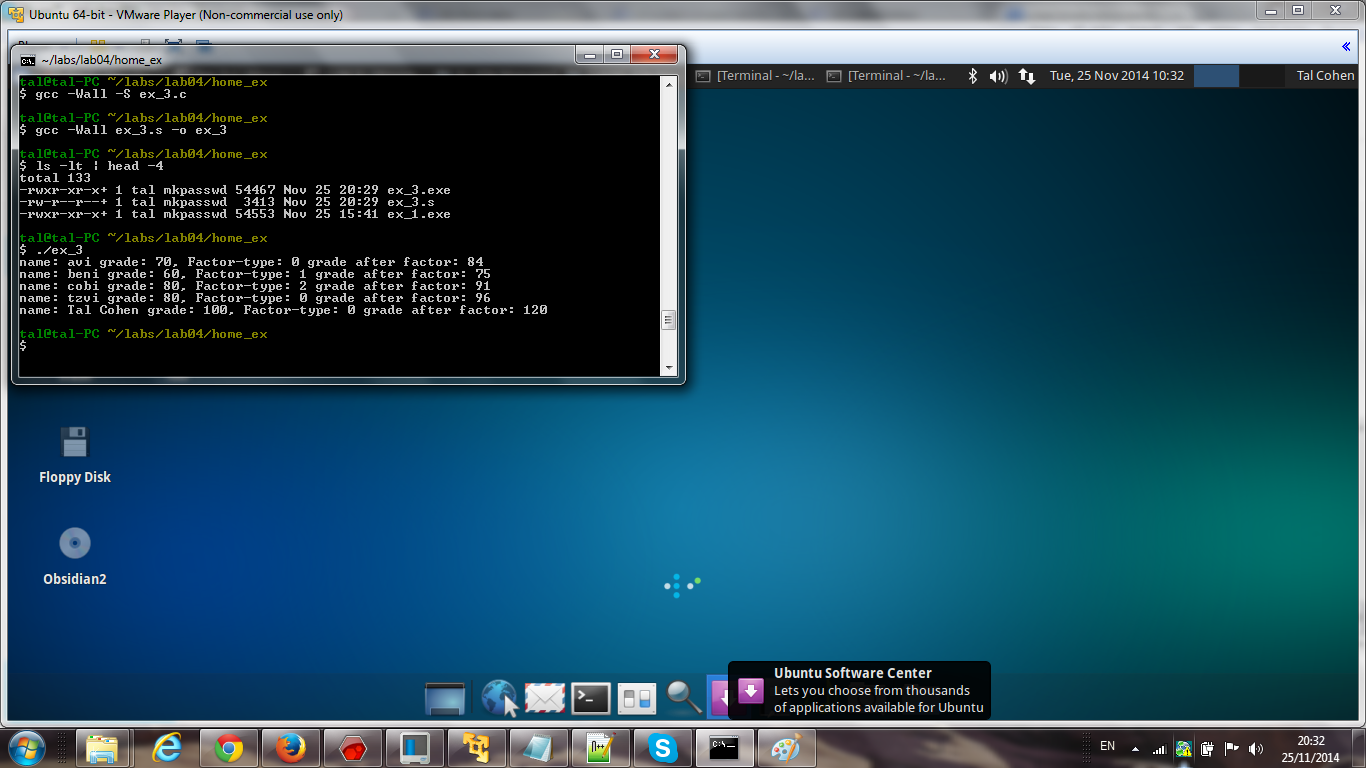 Ubuntu 64-bit - VMware Player (Non-commercial use only)
~/labs/lab04/home_ex
[Terminal - ~/la...
[Terminal - ~/la...
Tue, 25 Nov 2014 10:32
Tal Cohen
tal@tal-PC ~/labs/lab04/home_ex
$ gcc -Wall -S ex_3.c
tal@tal-PC ~/labs/lab04/home_ex
$ gcc -Wall ex_3.s -o ex_3
tal@tal-PC ~/labs/lab04/home_ex
$ ls -lt | head -4
total 133
-rwxr-xr-x+ 1 tal mkpasswd 54467 Nov 25 20:29 ex_3.exe
-rw-r--r--+ 1 tal mkpasswd  3413 Nov 25 20:29 ex_3.s
-rwxr-xr-x+ 1 tal mkpasswd 54553 Nov 25 15:41 ex_1.exe
tal@tal-PC ~/labs/lab04/home_ex
$ ./ex_3
name: avi grade: 70, Factor-type: 0 grade after factor: 84
name: beni grade: 60, Factor-type: 1 grade after factor: 75
name: cobi grade: 80, Factor-type: 2 grade after factor: 91
name: tzvi grade: 80, Factor-type: 0 grade after factor: 96
name: Tal Cohen grade: 100, Factor-type: 0 grade after factor: 120
tal@tal-PC ~/labs/lab04/home_ex
$
Floppy Disk
Obsidian2
Ubuntu Software Center
Lets you choose from thousands
of applications available for Ubuntu
EN
20:32
25/11/2014